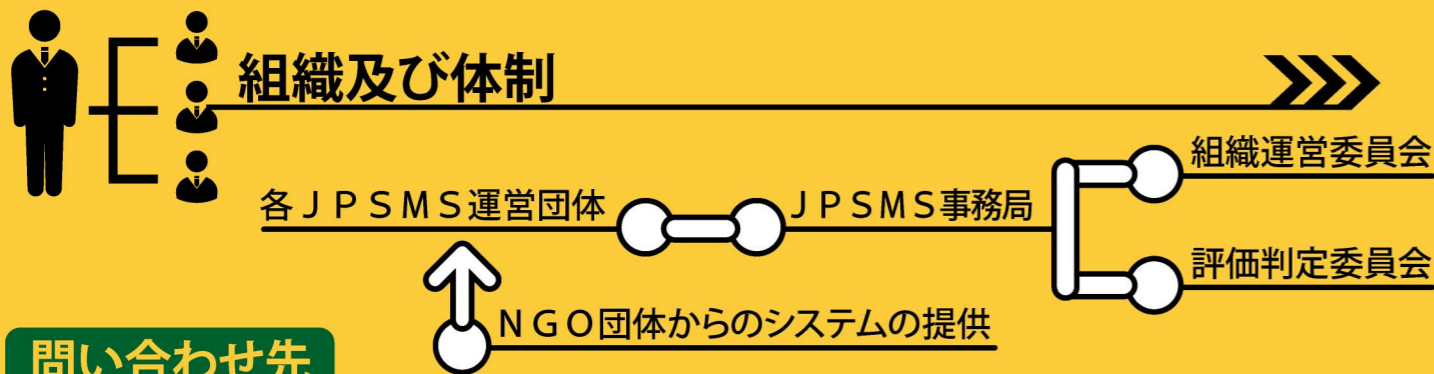 組織及び体制
組織運営委員会
各ＪＰＳＭＳ運営団体
ＪＰＳＭＳ事務局
評価判定委員会
ＮＧＯ団体からのシステムの提供
問い合わせ先